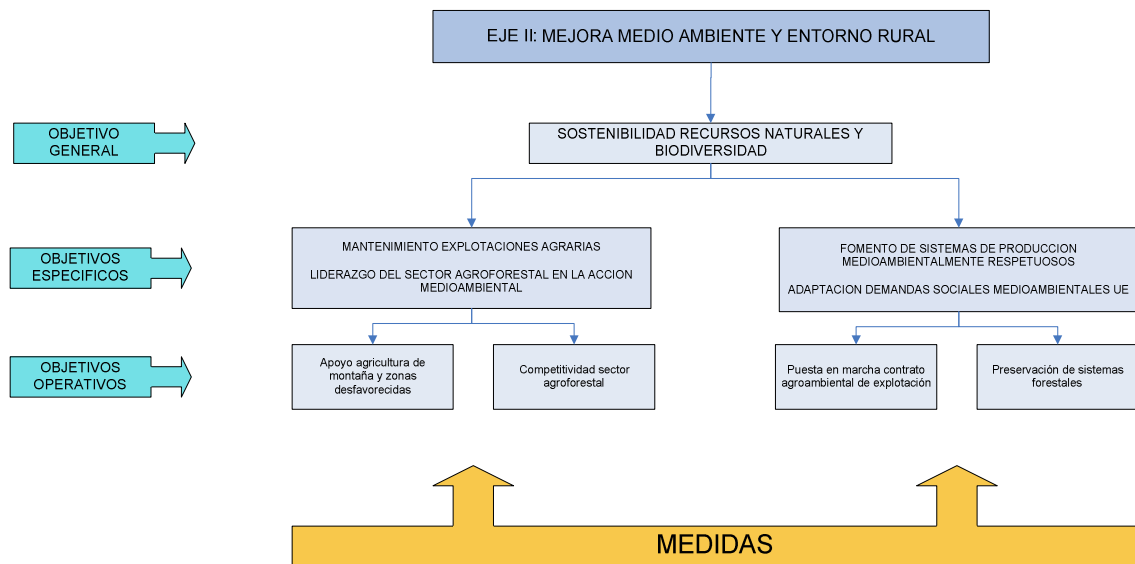 EJE II: MEJORA MEDIO AMBIENTE Y ENTORNO RURAL
OBJETIVO
GENERAL
SOSTENIBILIDAD RECURSOS NATURALES Y
BIODIVERSIDAD
OBJETIVOS
ESPECIFICOS
MANTENIMIENTO EXPLOTACIONES AGRARIAS
LIDERAZGO DEL SECTOR AGROFORESTAL EN LA ACCION
MEDIOAMBIENTAL
FOMENTO DE SISTEMAS DE PRODUCCION
MEDIOAMBIENTALMENTE RESPETUOSOS
ADAPTACION DEMANDAS SOCIALES MEDIOAMBIENTALES UE
OBJETIVOS
OPERATIVOS
Apoyo agricultura de
montaña y zonas
desfavorecidas
Competitividad sector
agroforestal
Puesta en marcha contrato
agroambiental de explotación
Preservación de sistemas
forestales
MEDIDAS